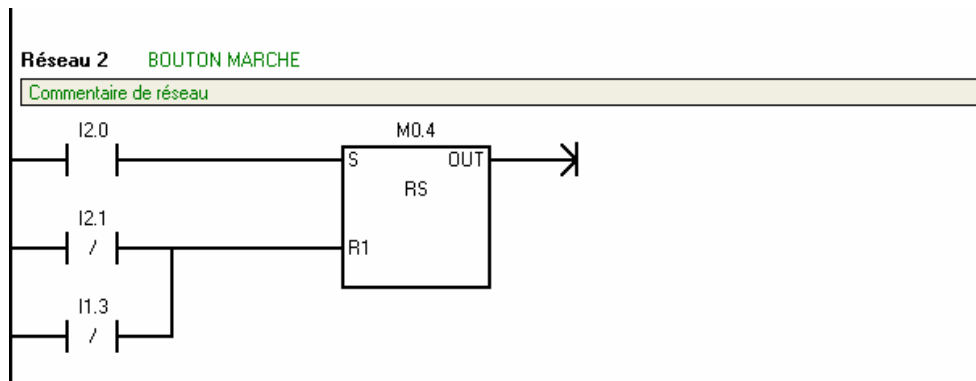 Réseau 2 BOUTON MARCHE
Commentaire de réseau
I2.0
M0.4
S OUT
RS
I2.1
/
R1
I1.3
/